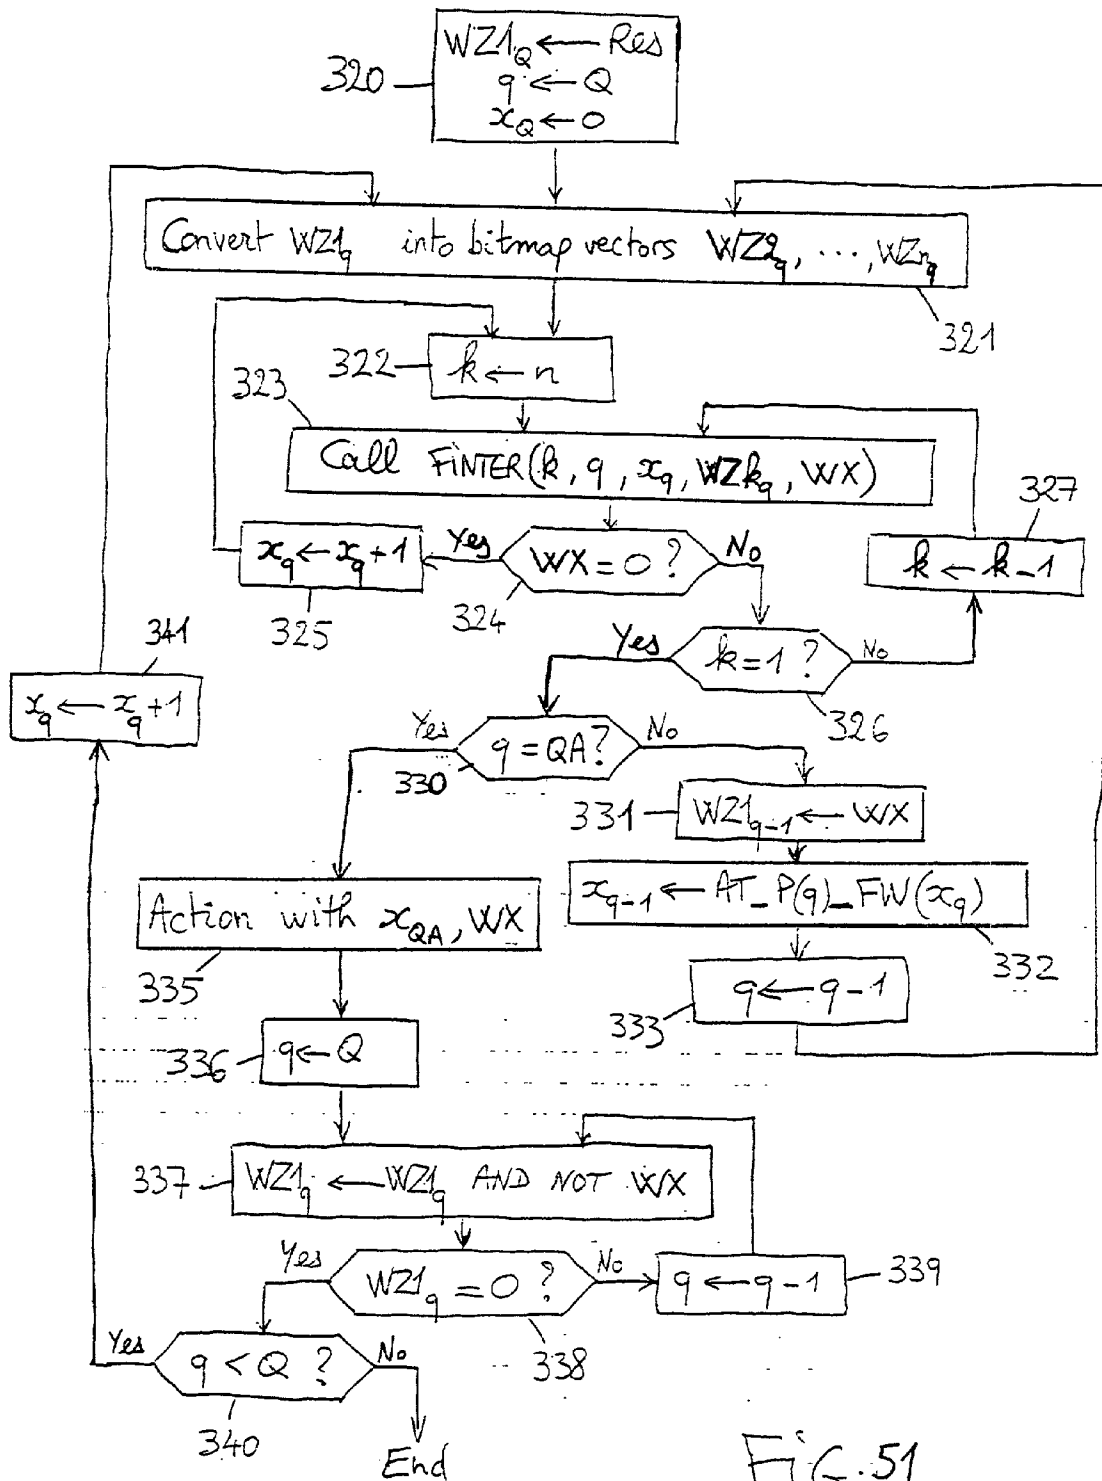 WZ1Q ← Res
320
q ← Q
xQ ← 0
Convert WZ1q into bitmap vectors WZ2q, ..., WZnq
321
322
k ← n
323
Call FINTER(k, q, xq, WZkq, WX)
327
xq ← xq + 1
Yes
WX = 0 ?
No
k ← k - 1
325
324
341
Yes
k = 1 ?
No
xq ← xq + 1
326
Yes
q = QA ?
No
330
331
WZ1q-1 ← WX
Action with xQA, WX
xq-1 ← AT_P(q)_FW(xq)
335
332
333
q ← q - 1
336
q ← Q
337
WZ1q ← WZ1q AND NOT WX
Yes
WZ1q = 0 ?
No
q ← q - 1
339
338
Yes
q < Q ?
No
340
End
FiG. 51